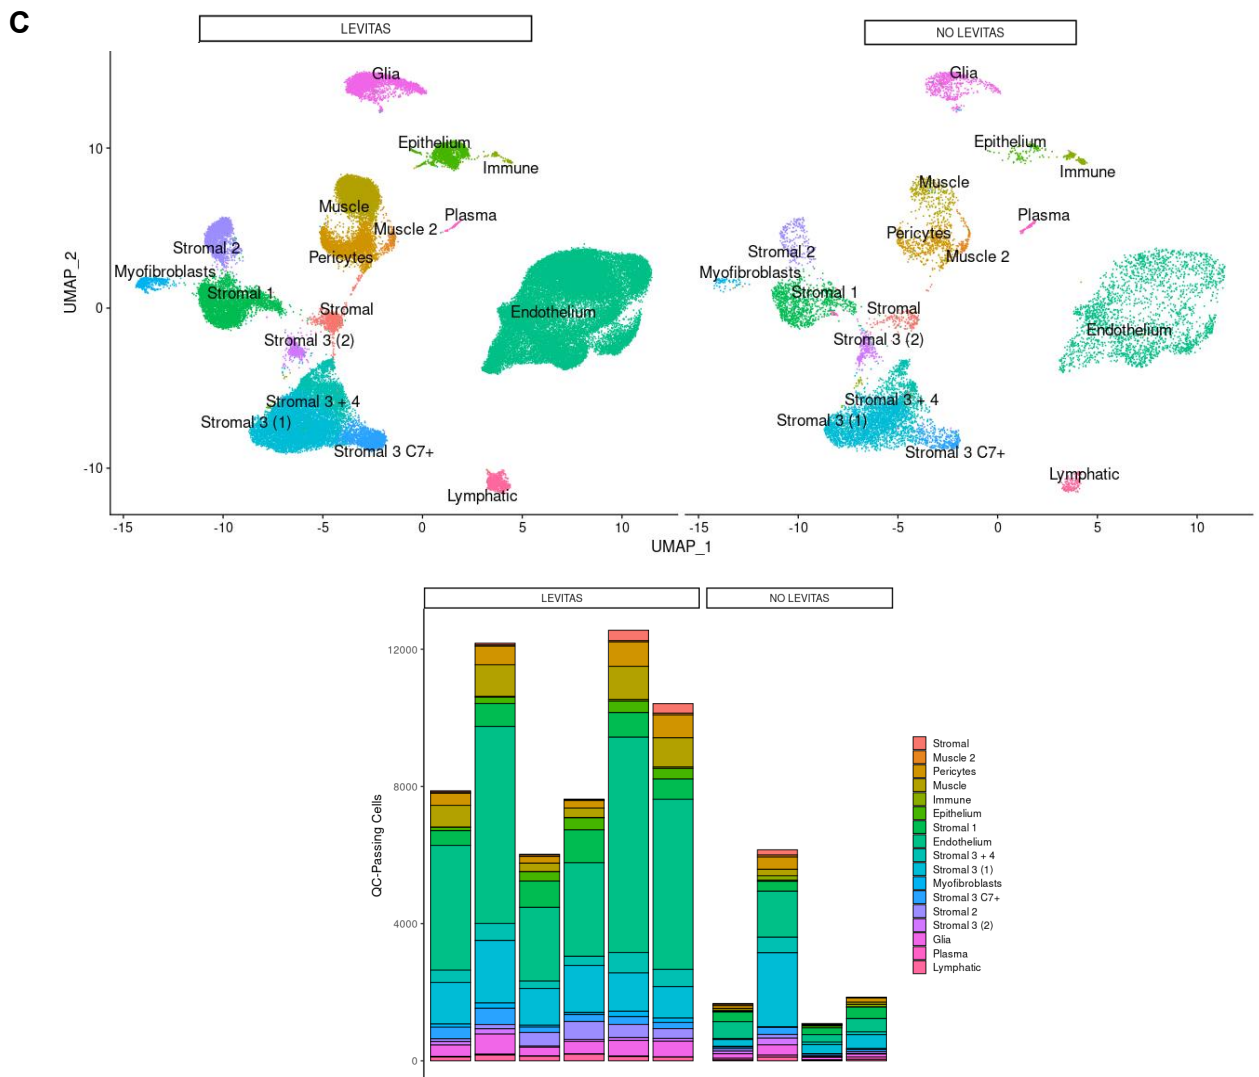 C
LEVITAS
NO LEVITAS
Glia
Glia
Epithelium
Immune
Epithelium
Immune
Muscle
Muscle 2
Plasma
Muscle
Plasma
Stromal 2
Pericytes
Stromal 2
Pericytes
Muscle 2
Myofibroblasts
Stromal 1
Stromal
Endothelium
Myofibroblasts
Stromal 1
Stromal
Endothelium
Stromal 3 (2)
Stromal 3 (2)
Stromal 3 + 4
Stromal 3 (1)
Stromal 3 C7+
Stromal 3 + 4
Stromal 3 (1)
Stromal 3 C7+
Lymphatic
Lymphatic
UMAP_2
10
0
-10
-15 -10 -5 0 5 10 -15 -10 -5 0 5 10
UMAP_1
LEVITAS
NO LEVITAS
QC-Passing Cells
12000
8000
4000
0
Stromal
Muscle 2
Pericytes
Muscle
Immune
Epithelium
Stromal 1
Endothelium
Stromal 3 + 4
Stromal 3 (1)
Myofibroblasts
Stromal 3 C7+
Stromal 2
Stromal 3 (2)
Glia
Plasma
Lymphatic